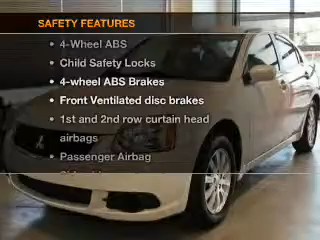 SAFETY FEATURES
• 4-Wheel ABS
• Child Safety Locks
• 4-wheel ABS Brakes
• Front Ventilated disc brakes
• 1st and 2nd row curtain head
airbags
• Passenger Airbag